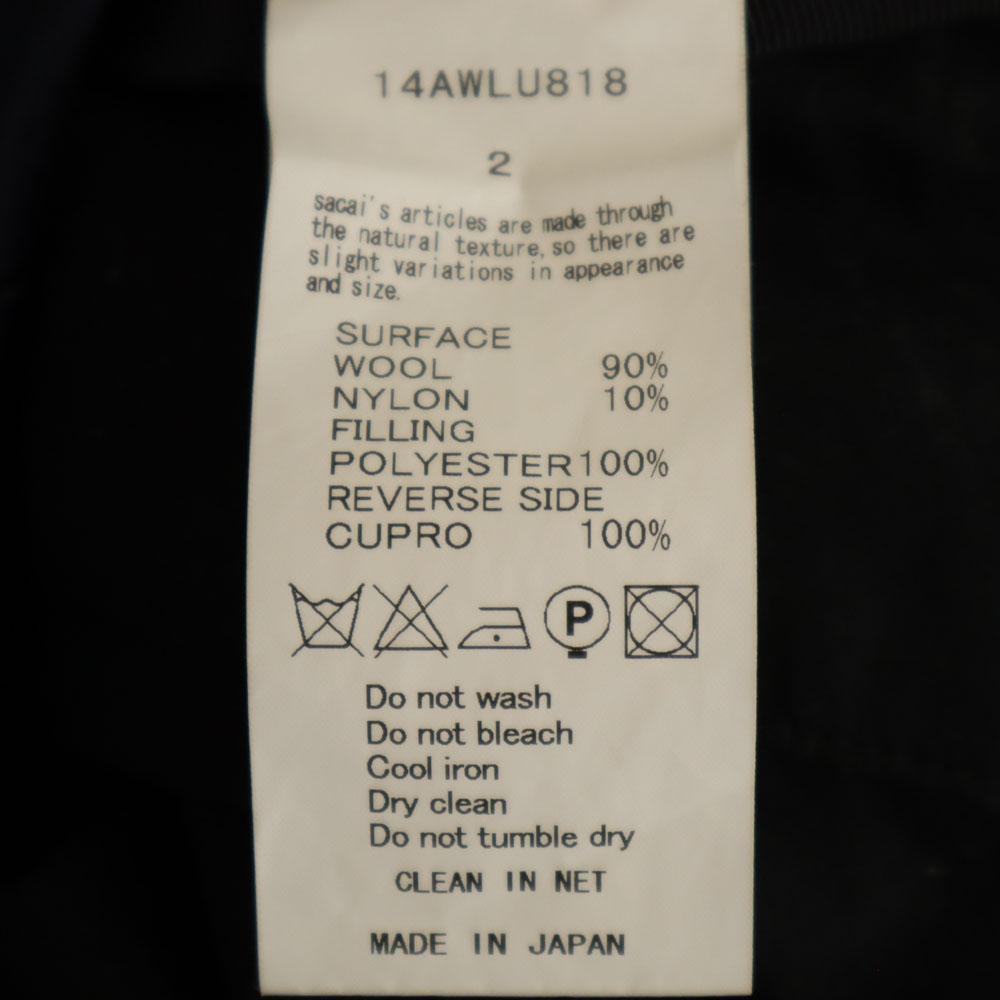 14AWLU818
2
sacai's articles are made through
the natural texture, so there are
slight variations in appearance
and size.
SURFACE
WOOL 90%
NYLON 10%
FILLING
POLYESTER 100%
REVERSE SIDE
CUPRO 100%
P
Do not wash
Do not bleach
Cool iron
Dry clean
Do not tumble dry
CLEAN IN NET
MADE IN JAPAN